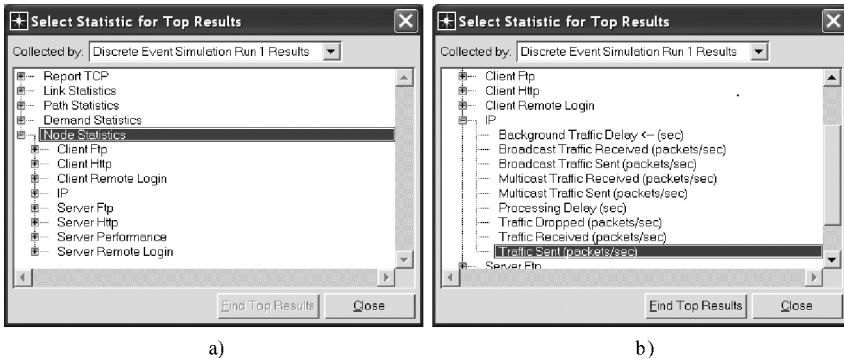 Select Statistic for Top Results
Collected by: Discrete Event Simulation Run 1 Results
Report TCP
Link Statistics
Path Statistics
Demand Statistics
Node Statistics
Client Ftp
Client Http
Client Remote Login
IP
Server Ftp
Server Http
Server Performance
Server Remote Login
Find Top Results Close
a)
Select Statistic for Top Results
Collected by: Discrete Event Simulation Run 1 Results
Client Ftp
Client Http
Client Remote Login
IP
Background Traffic Delay <-- (sec)
Broadcast Traffic Received (packets/sec)
Broadcast Traffic Sent (packets/sec)
Multicast Traffic Received (packets/sec)
Multicast Traffic Sent (packets/sec)
Processing Delay (sec)
Traffic Dropped (packets/sec)
Traffic Received (packets/sec)
Traffic Sent (packets/sec)
Server Ftp
Find Top Results Close
b)